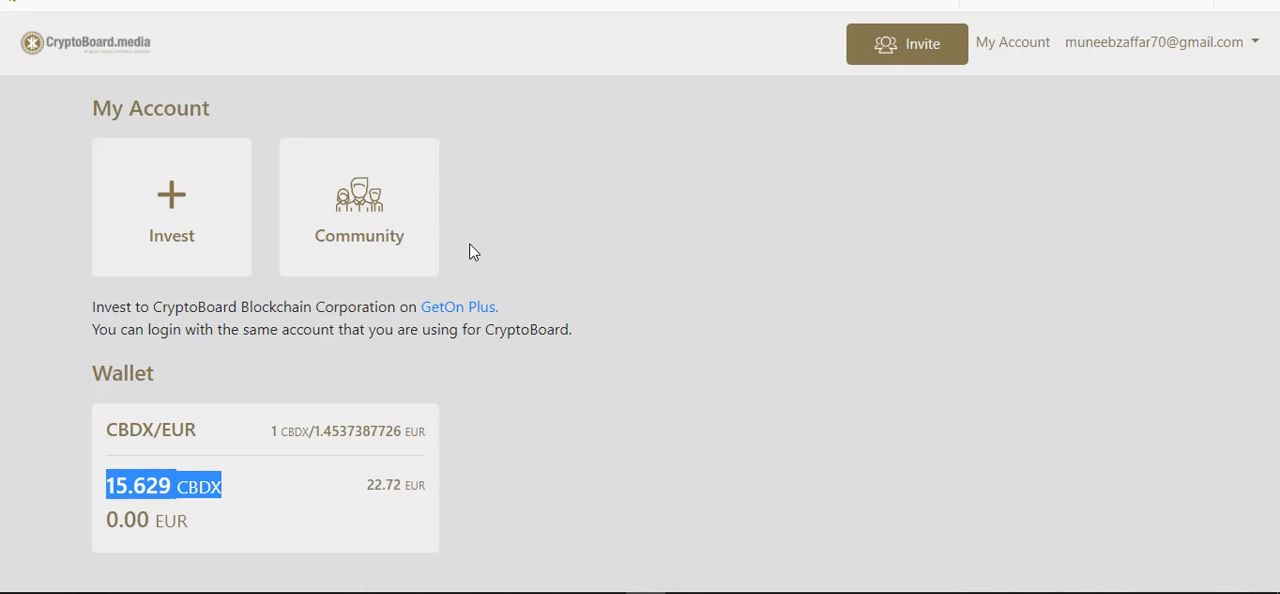 CryptoBoard.media
Invite
My Account
muneebzaffar70@gmail.com
My Account
Invest
Community
Invest to CryptoBoard Blockchain Corporation on GetOn Plus.
You can login with the same account that you are using for CryptoBoard.
Wallet
CBDX/EUR 1 CBDX/1.4537387726 EUR
15.629 CBDX 22.72 EUR
0.00 EUR